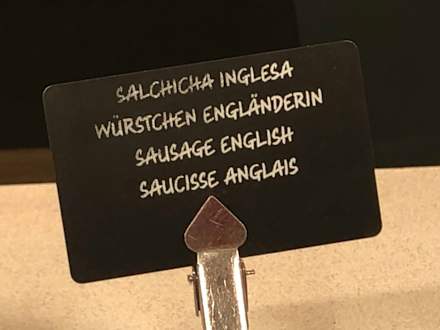 SALCHICHA INGLESA
WÜRSTCHEN ENGLÄNDERIN
SAUSAGE ENGLISH
SAUCISSE ANGLAIS